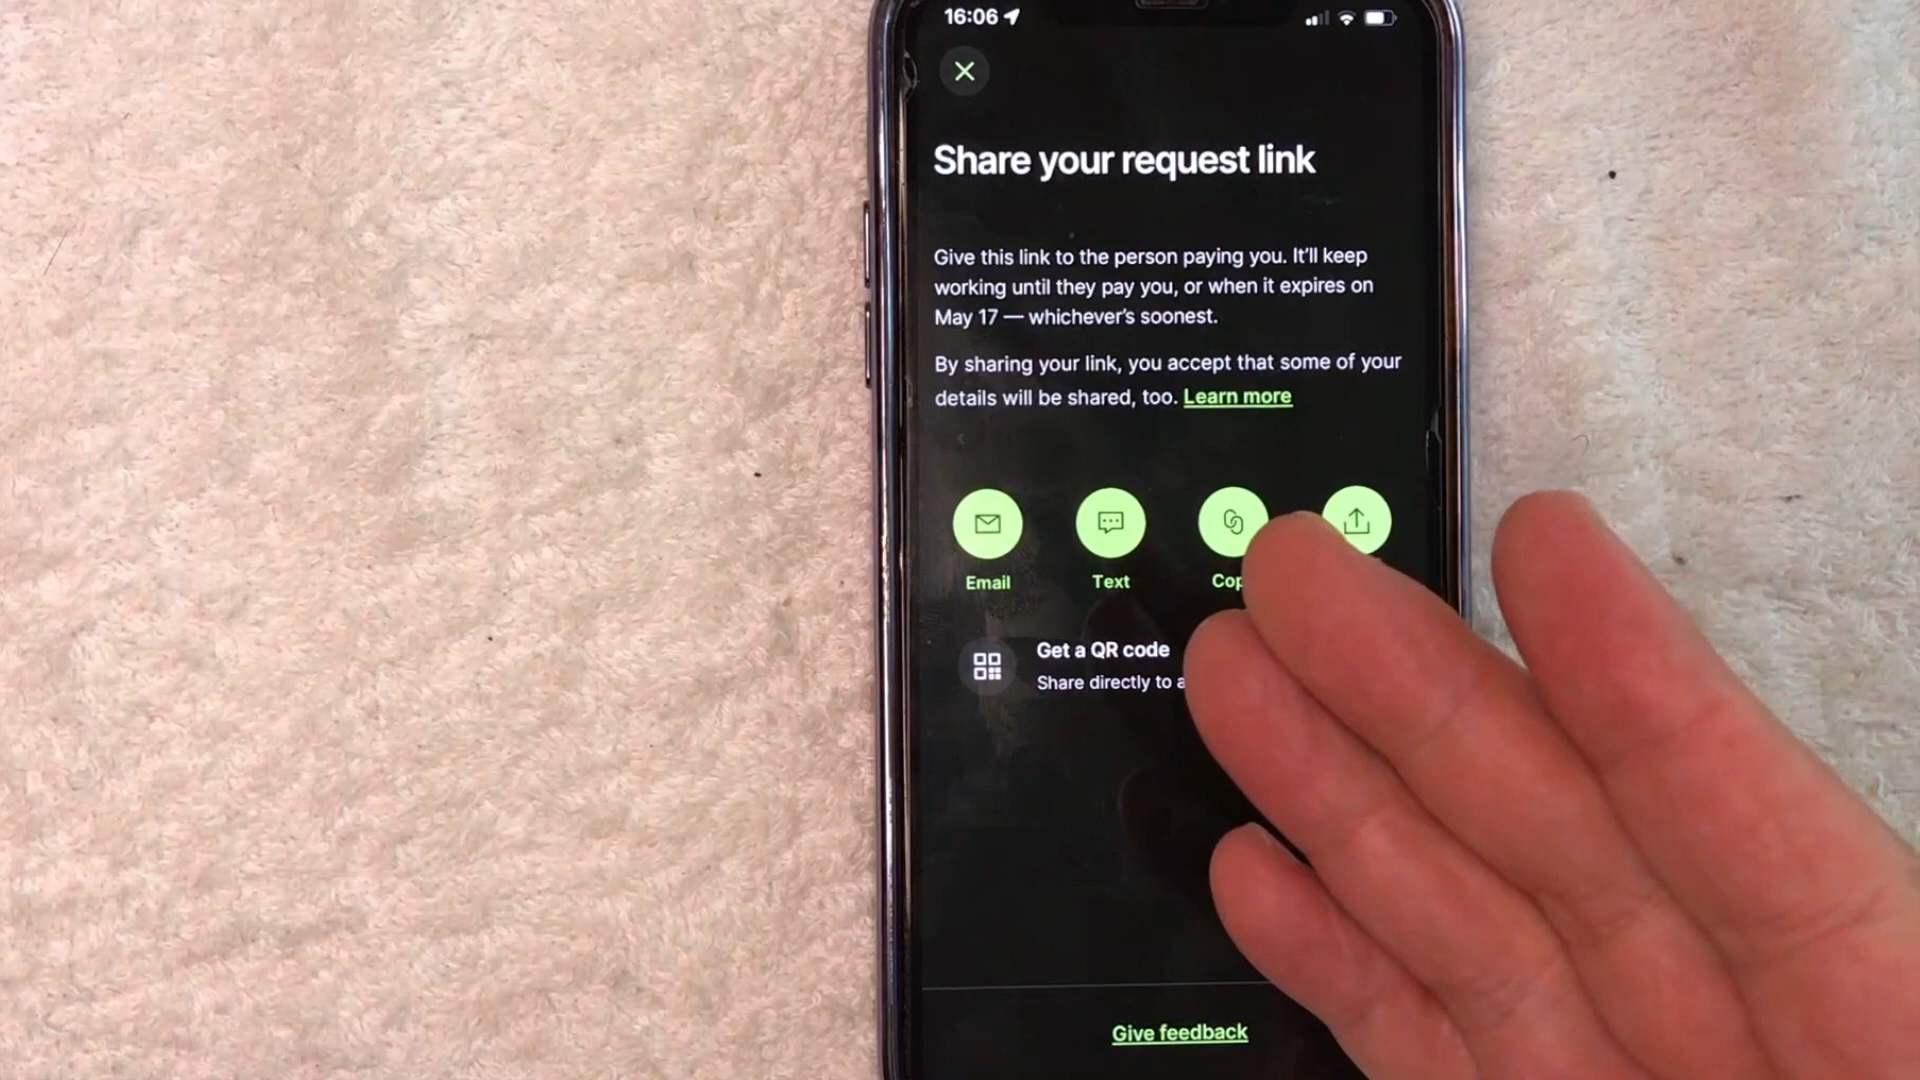 16:06
Share your request link
Give this link to the person paying you. It'll keep
working until they pay you, or when it expires on
May 17 — whichever's soonest.
By sharing your link, you accept that some of your
details will be shared, too. Learn more
Email Text
Get a QR code
Share directly to
Give feedback